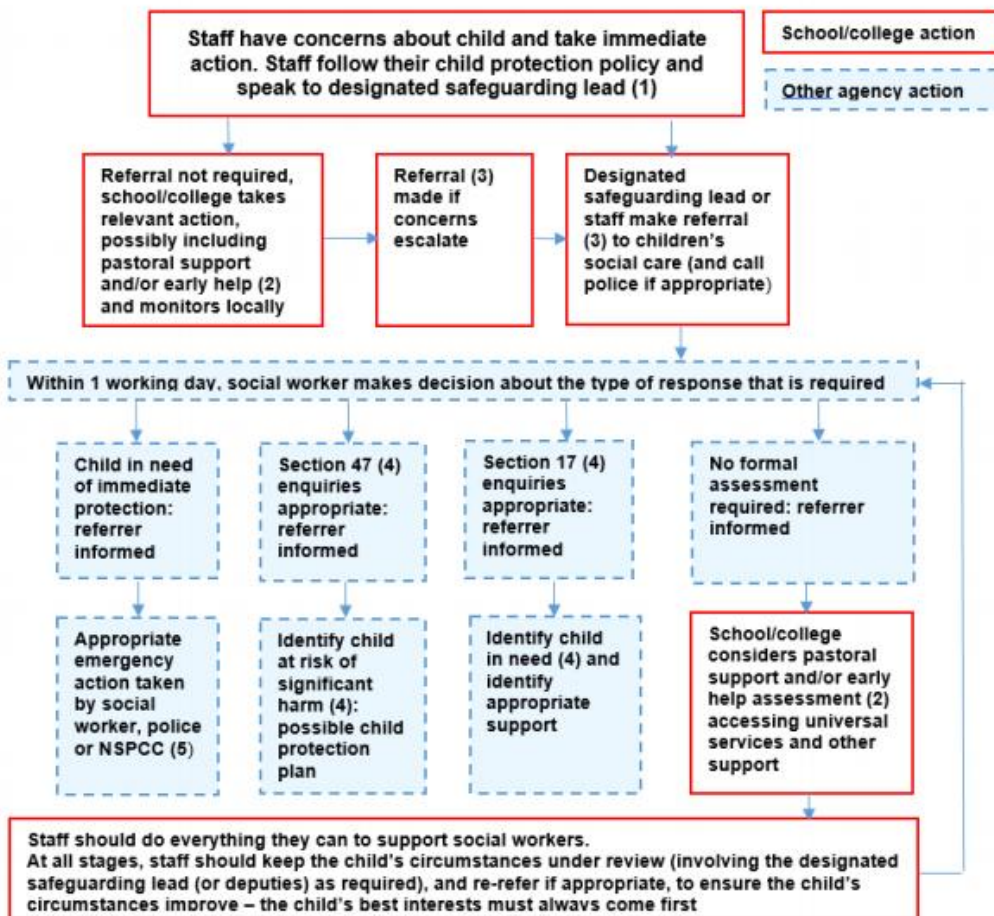 Staff have concerns about child and take immediate
action. Staff follow their child protection policy and
speak to designated safeguarding lead (1)
School/college action
Other agency action
Referral not required,
school/college takes
relevant action,
possibly including
pastoral support
and/or early help (2)
and monitors locally
Referral (3)
made if
concerns
escalate
Designated
safeguarding lead or
staff make referral
(3) to children’s
social care (and call
police if appropriate)
Within 1 working day, social worker makes decision about the type of response that is required
Child in need
of immediate
protection:
referrer
informed
Section 47 (4)
enquiries
appropriate:
referrer
informed
Section 17 (4)
enquiries
appropriate:
referrer
informed
No formal
assessment
required: referrer
informed
Appropriate
emergency
action taken
by social
worker, police
or NSPCC (5)
Identify child
at risk of
significant
harm (4):
possible child
protection
plan
Identify child
in need (4) and
identify
appropriate
support
School/college
considers pastoral
support and/or early
help assessment (2)
accessing universal
services and other
support
Staff should do everything they can to support social workers.
At all stages, staff should keep the child’s circumstances under review (involving the designated
safeguarding lead (or deputies) as required), and re-refer if appropriate, to ensure the child’s
circumstances improve – the child’s best interests must always come first